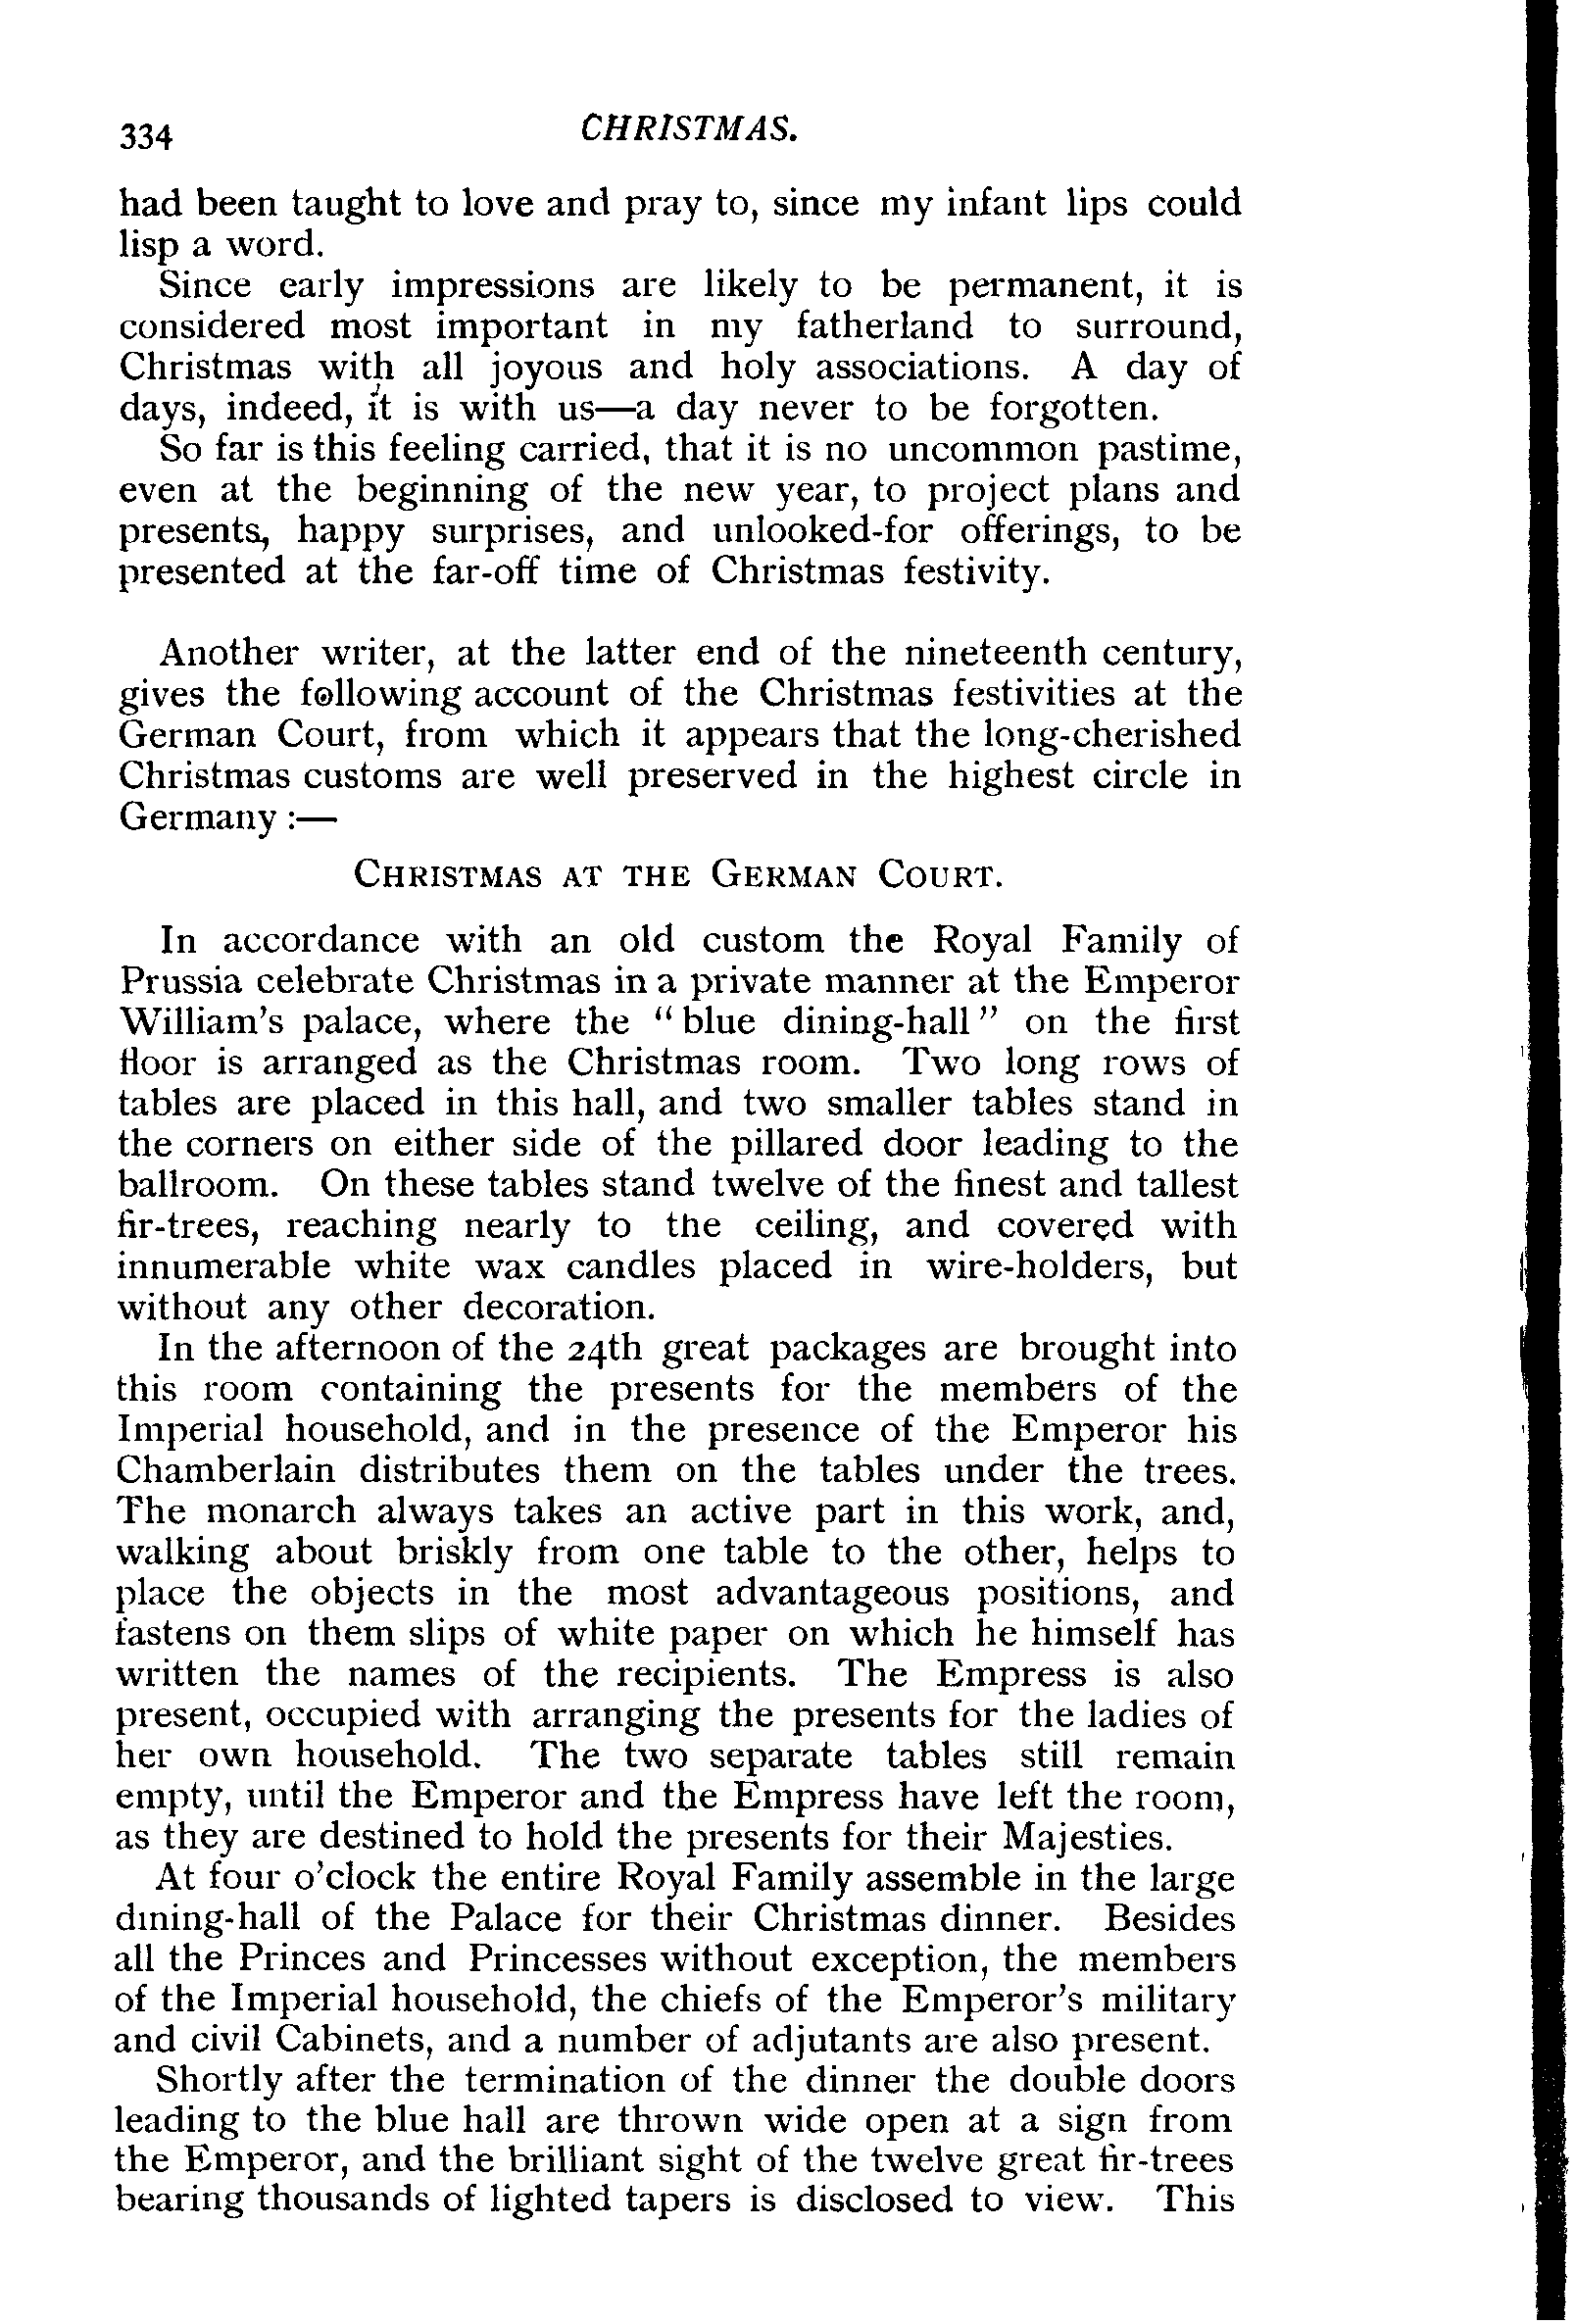 334
CHRISTMAS.
had been taught to love and pray to, since my infant lips could
lisp a word.
Since early impressions are likely to be permanent, it is
considered most important in my fatherland to surround,
Christmas with all joyous and holy associations. A day of
days, indeed, it is with us—a day never to be forgotten.
So far is this feeling carried, that it is no uncommon pastime,
even at the beginning of the new year, to project plans and
presents, happy surprises, and unlooked-for offerings, to be
presented at the far-off time of Christmas festivity.
Another writer, at the latter end of the nineteenth century,
gives the following account of the Christmas festivities at the
German Court, from which it appears that the long-cherished
Christmas customs are well preserved in the highest circle in
Germany :—
CHRISTMAS AT THE GERMAN COURT.
In accordance with an old custom the Royal Family of
Prussia celebrate Christmas in a private manner at the Emperor
William's palace, where the "blue dining-hall" on the first
floor is arranged as the Christmas room. Two long rows of
tables are placed in this hall, and two smaller tables stand in
the corners on either side of the pillared door leading to the
ballroom. On these tables stand twelve of the finest and tallest
fir-trees, reaching nearly to the ceiling, and covered with
innumerable white wax candles placed in wire-holders, but
without any other decoration.
In the afternoon of the 24th great packages are brought into
this room containing the presents for the members of the
Imperial household, and in the presence of the Emperor his
Chamberlain distributes them on the tables under the trees.
The monarch always takes an active part in this work, and,
walking about briskly from one table to the other, helps to
place the objects in the most advantageous positions, and
fastens on them slips of white paper on which he himself has
written the names of the recipients. The Empress is also
present, occupied with arranging the presents for the ladies of
her own household. The two separate tables still remain
empty, until the Emperor and the Empress have left the room,
as they are destined to hold the presents for their Majesties.
At four o'clock the entire Royal Family assemble in the large
dining-hall of the Palace for their Christmas dinner. Besides
all the Princes and Princesses without exception, the members
of the Imperial household, the chiefs of the Emperor's military
and civil Cabinets, and a number of adjutants are also present.
Shortly after the termination of the dinner the double doors
leading to the blue hall are thrown wide open at a sign from
the Emperor, and the brilliant sight of the twelve great fir-trees
bearing thousands of lighted tapers is disclosed to view. This